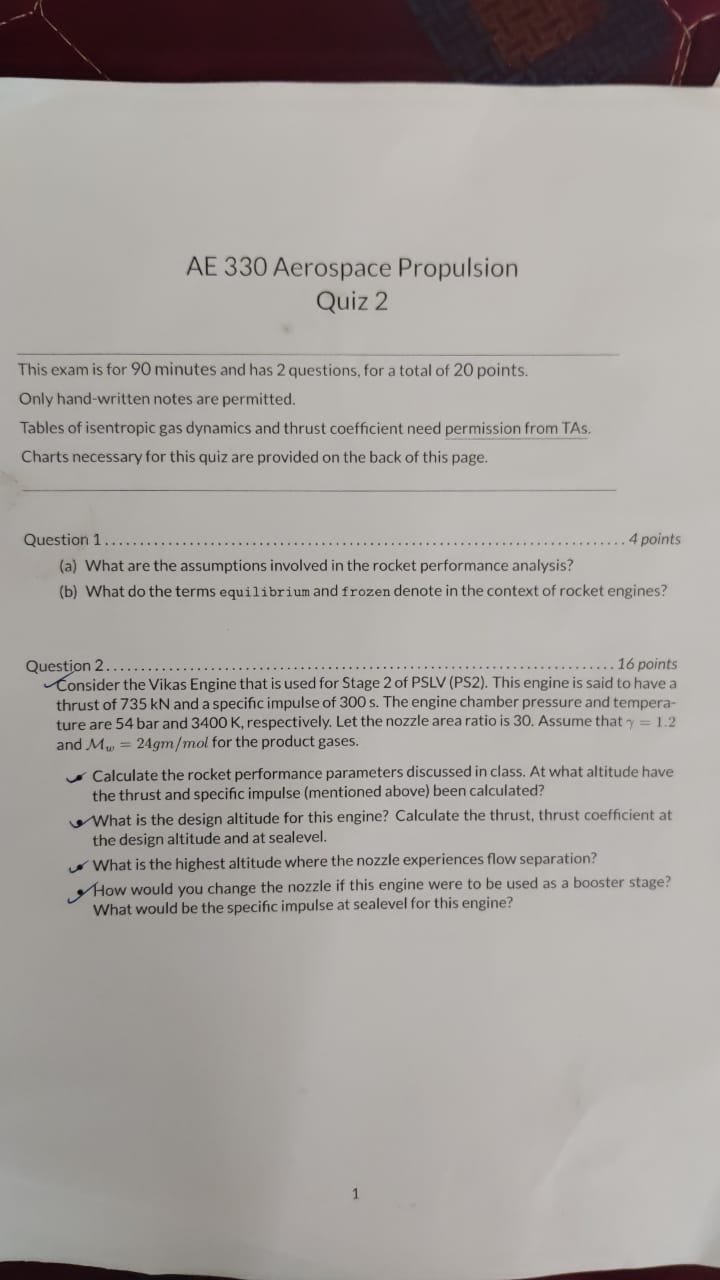 AE 330 Aerospace Propulsion
Quiz 2
This exam is for 90 minutes and has 2 questions, for a total of 20 points.
Only hand-written notes are permitted.
Tables of isentropic gas dynamics and thrust coefficient need permission from TAs.
Charts necessary for this quiz are provided on the back of this page.
Question 1 . . . . . . . . . . . . . . . . . . . . . . . . . . . . . . . . . . . . . . . . . . . . . . . . . . . . . . . . . . . . . . . . . . . . . . . . . . 4 points
(a) What are the assumptions involved in the rocket performance analysis?
(b) What do the terms equilibrium and frozen denote in the context of rocket engines?
Question 2 . . . . . . . . . . . . . . . . . . . . . . . . . . . . . . . . . . . . . . . . . . . . . . . . . . . . . . . . . . . . . . . . . . . . . . . . . 16 points
Consider the Vikas Engine that is used for Stage 2 of PSLV (PS2). This engine is said to have a
thrust of 735 kN and a specific impulse of 300 s. The engine chamber pressure and tempera-
ture are 54 bar and 3400 K, respectively. Let the nozzle area ratio is 30. Assume that γ = 1.2
and Mw = 24gm/mol for the product gases.
Calculate the rocket performance parameters discussed in class. At what altitude have
the thrust and specific impulse (mentioned above) been calculated?
What is the design altitude for this engine? Calculate the thrust, thrust coefficient at
the design altitude and at sealevel.
What is the highest altitude where the nozzle experiences flow separation?
How would you change the nozzle if this engine were to be used as a booster stage?
What would be the specific impulse at sealevel for this engine?
1